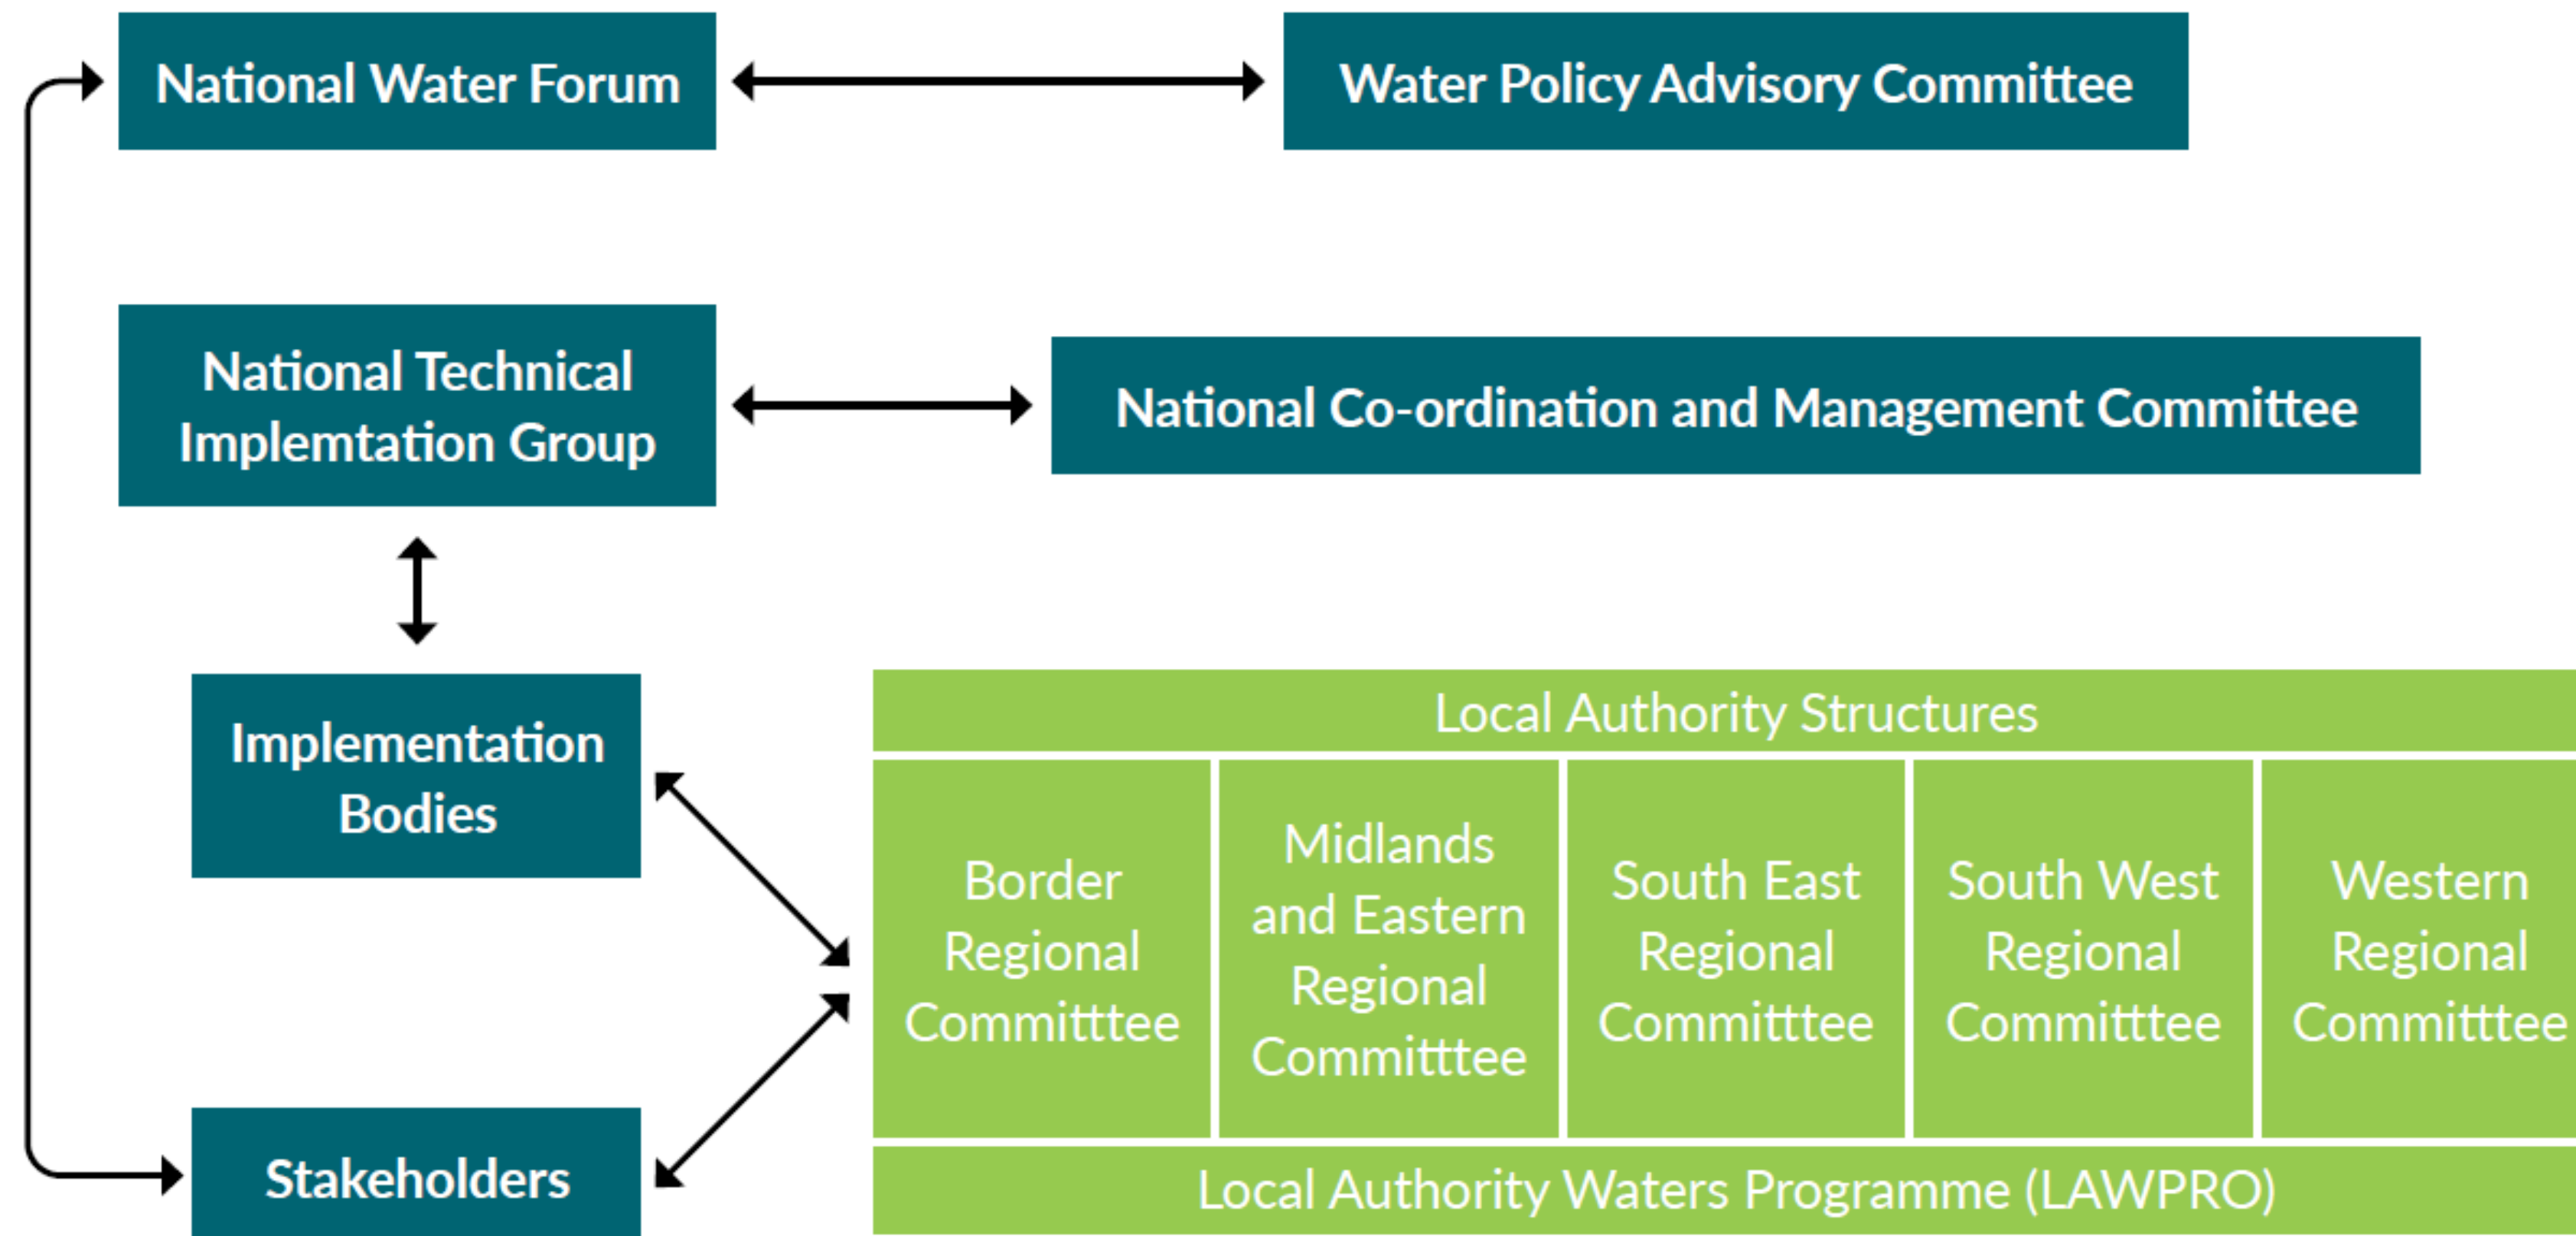 National Water Forum
Water Policy Advisory Committee
National Technical
Implemtation Group
National Co-ordination and Management Committee
Implementation
Bodies
Local Authority Structures
Border
Regional
Committtee
Midlands
and Eastern
Regional
Committtee
South East
Regional
Committtee
South West
Regional
Committtee
Western
Regional
Committtee
Stakeholders
Local Authority Waters Programme (LAWPRO)